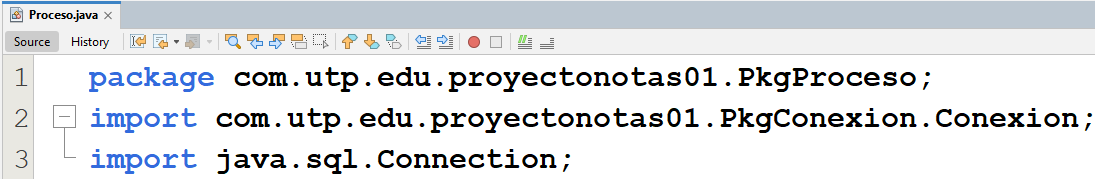 Proceso.java
Source History
1 package com.utp.edu.proyectonotas01.PkgProceso;
2 import com.utp.edu.proyectonotas01.PkgConexion.Conexion;
3 import java.sql.Connection;